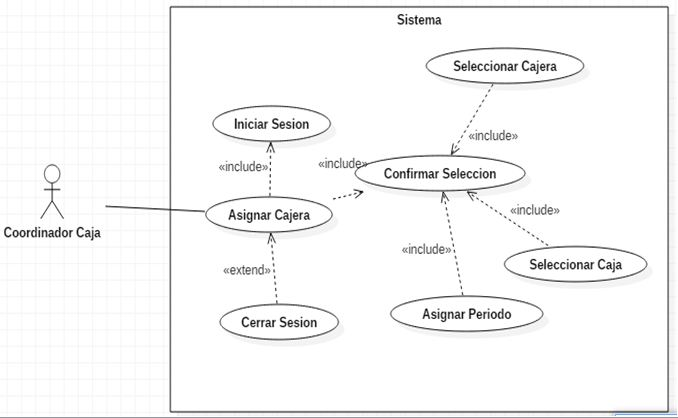 Sistema
Seleccionar Cajera
Iniciar Sesion
«include»
«include»
«include»
Confirmar Seleccion
Asignar Cajera
«include»
Coordinador Caja
«include»
Seleccionar Caja
«extend»
Cerrar Sesion
Asignar Periodo